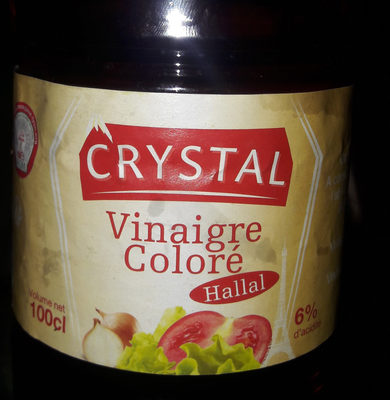 CRYSTAL
Vinaigre
Coloré
Hallal
Volume net
100cl
6%
d'acidité